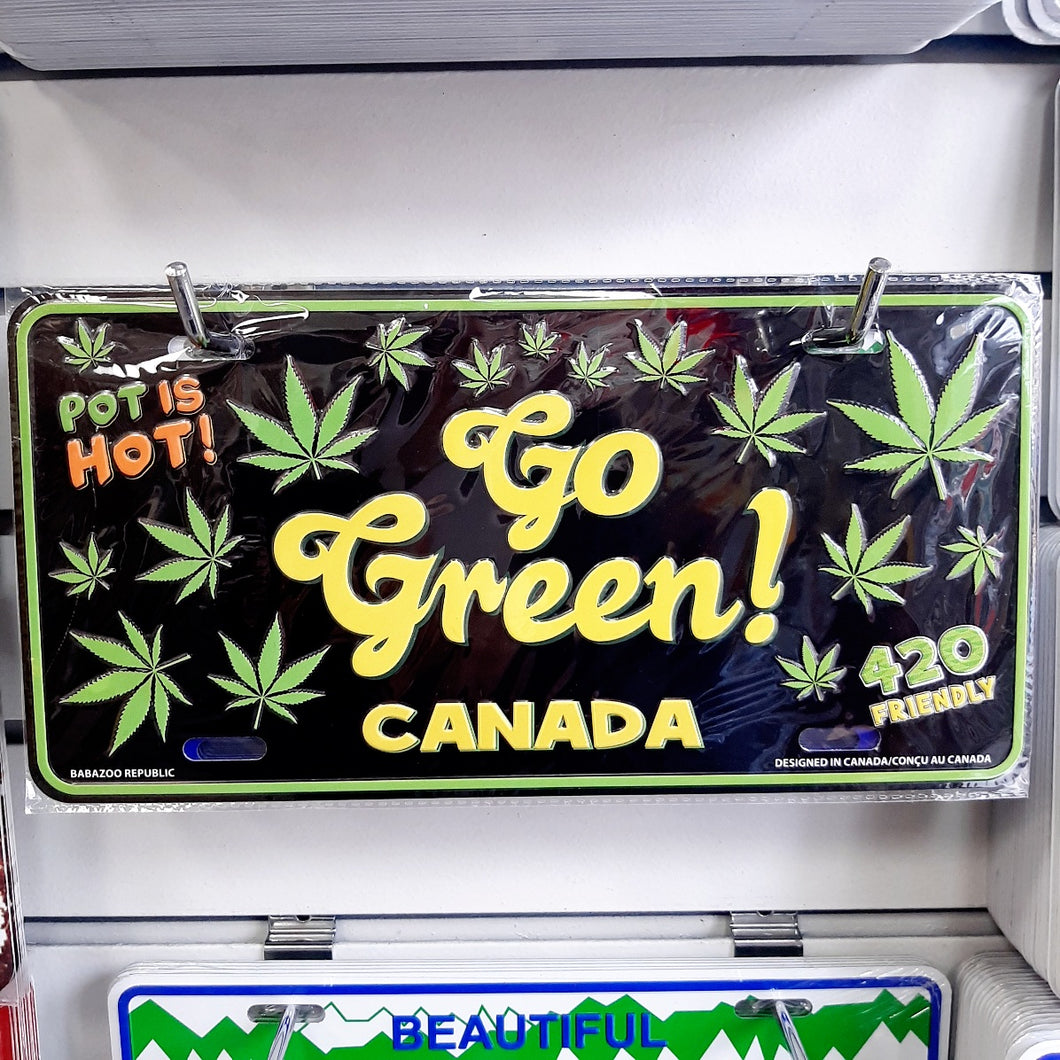 POT IS
HOT!
Go
Green!
CANADA
420
FRIENDLY
BABAZOO REPUBLIC
DESIGNED IN CANADA/CONÇU AU CANADA
BEAUTIFUL